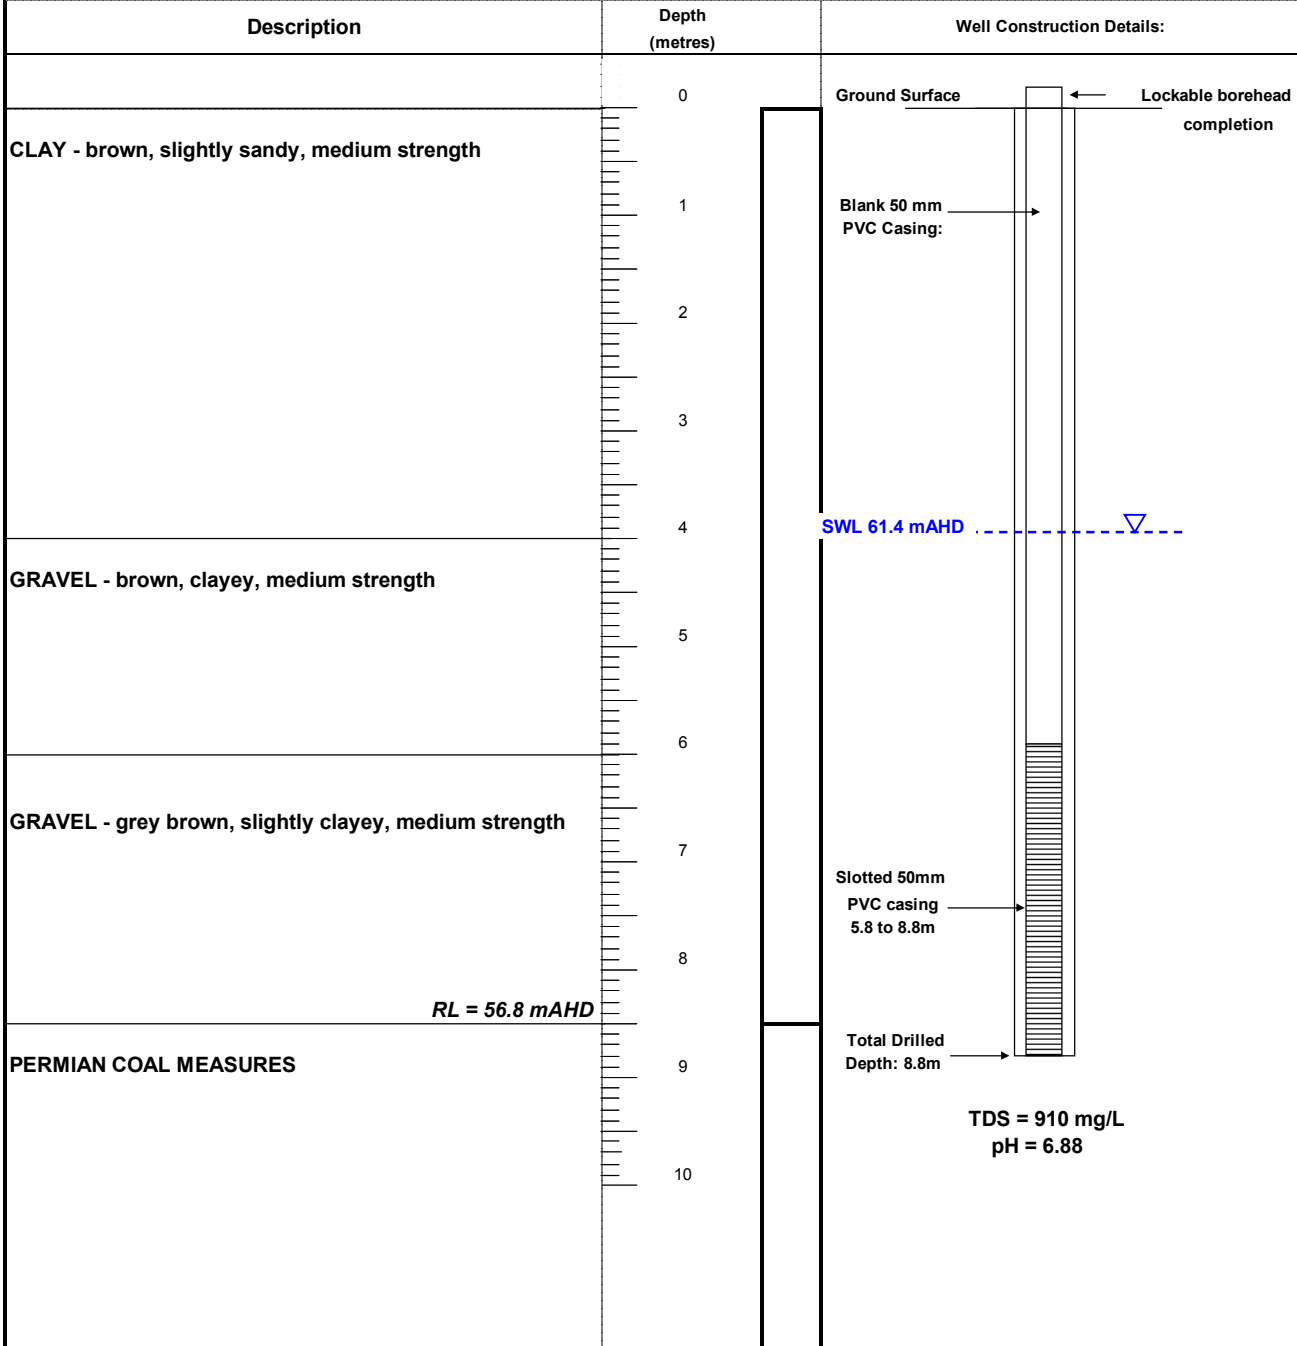 Description
Depth
(metres)
Well Construction Details:
0
Ground Surface
Lockable borehead
completion
CLAY - brown, slightly sandy, medium strength
1
Blank 50 mm
PVC Casing:
2
3
4
SWL 61.4 mAHD
GRAVEL - brown, clayey, medium strength
5
6
GRAVEL - grey brown, slightly clayey, medium strength
7
Slotted 50mm
PVC casing
5.8 to 8.8m
8
RL = 56.8 mAHD
Total Drilled
Depth: 8.8m
PERMIAN COAL MEASURES
9
TDS = 910 mg/L
pH = 6.88
10